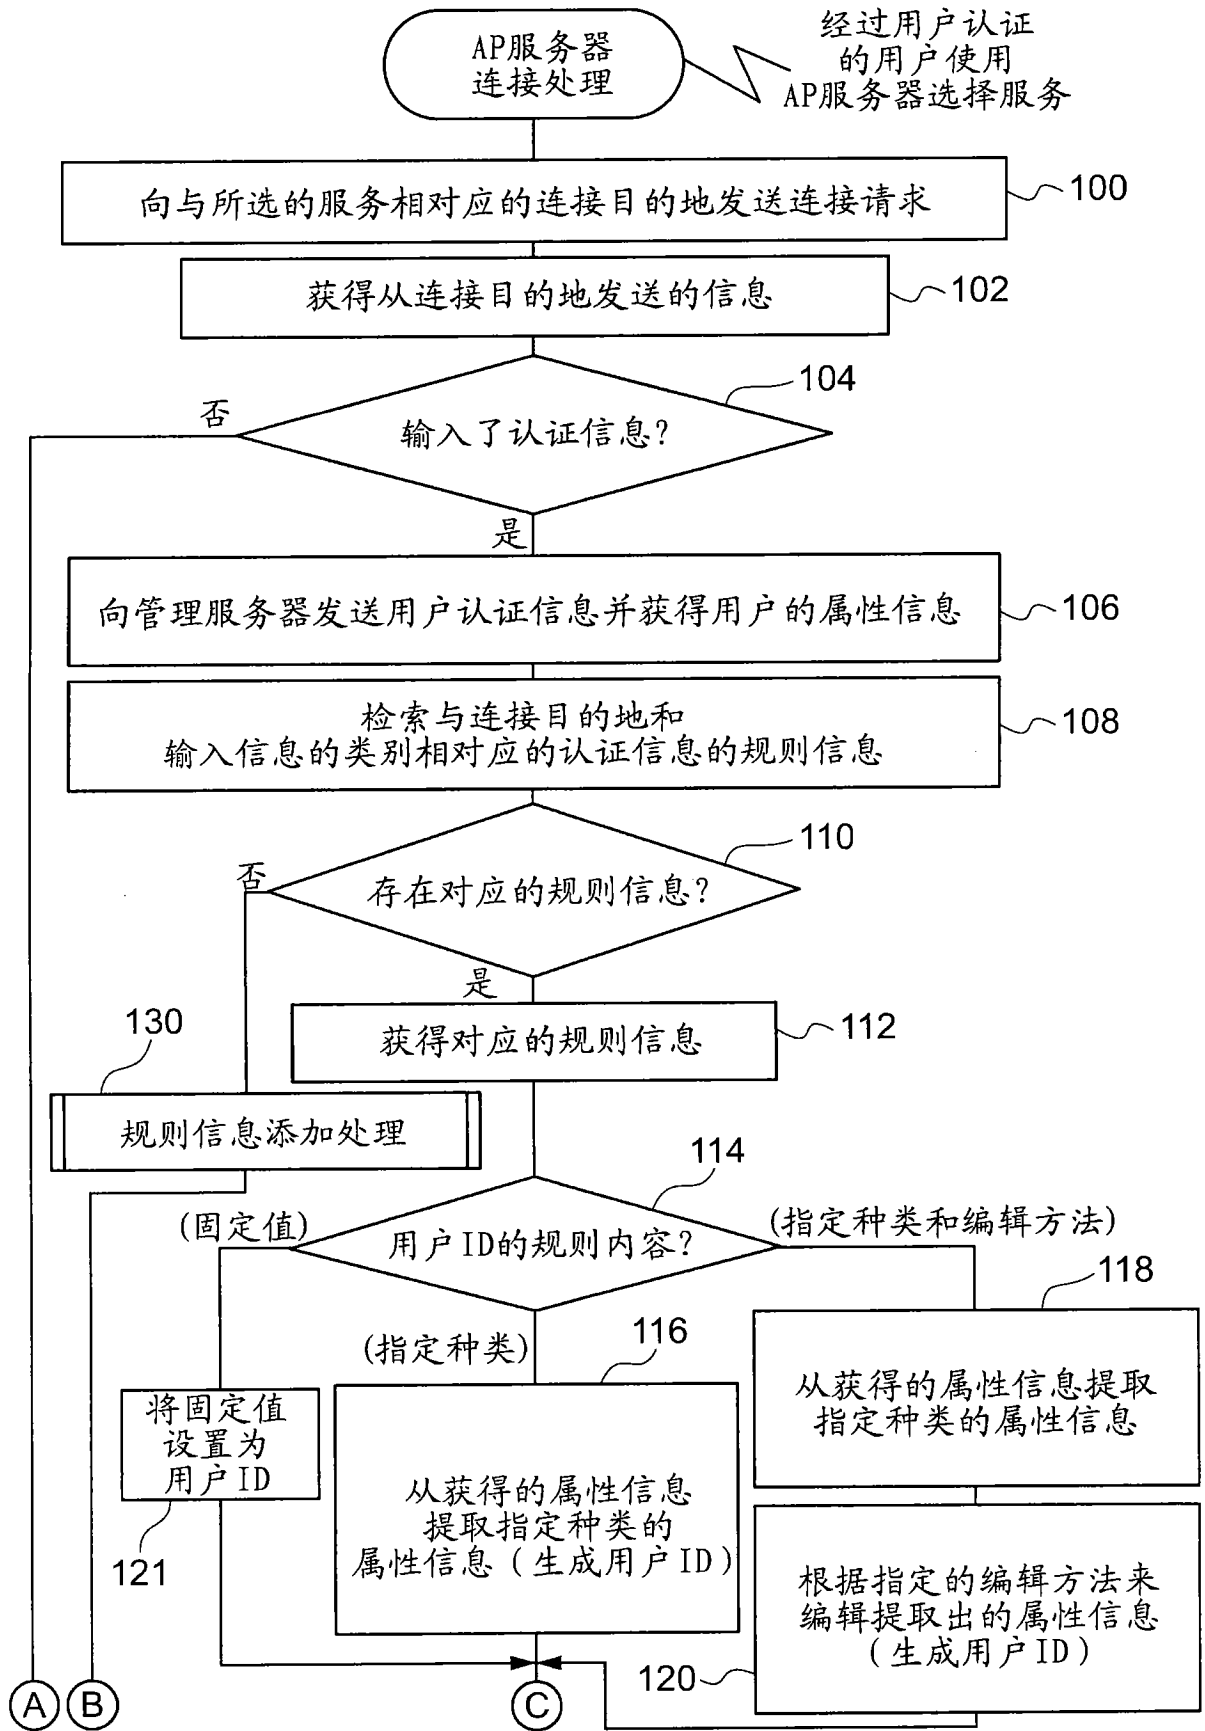 AP服务器
连接处理
经过用户认证
的用户使用
AP服务器选择服务
向与所选的服务相对应的连接目的地发送连接请求
100
获得从连接目的地发送的信息
102
104
否
输入了认证信息?
是
向管理服务器发送用户认证信息并获得用户的属性信息
106
检索与连接目的地和
输入信息的类别相对应的认证信息的规则信息
108
110
否
存在对应的规则信息?
是
130
获得对应的规则信息
112
规则信息添加处理
114
(固定值)
用户ID的规则内容?
(指定种类和编辑方法)
118
(指定种类)
116
从获得的属性信息提取
指定种类的属性信息
将固定值
设置为
用户ID
121
从获得的属性信息
提取指定种类的
属性信息(生成用户ID)
根据指定的编辑方法来
编辑提取出的属性信息
(生成用户ID)
120
A
B
C